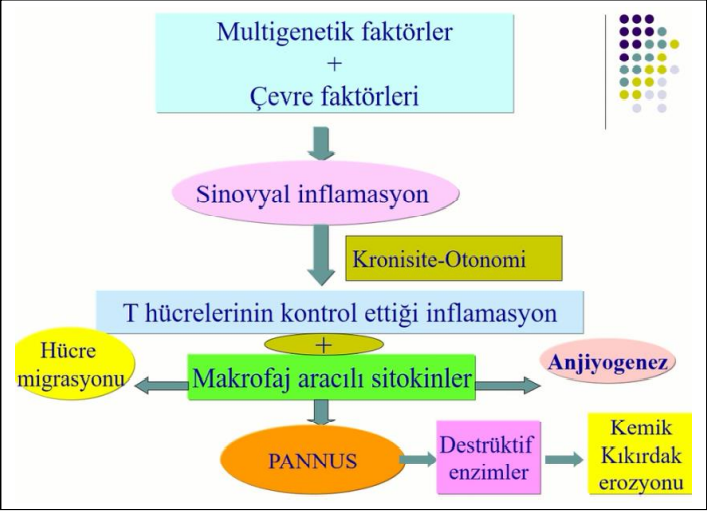 Multigenetik faktörler
+
Çevre faktörleri
Sinovyal inflamasyon
Kronisite-Otonomi
T hücrelerinin kontrol ettiği inflamasyon
+
Hücre
migrasyonu
Makrofaj aracılı sitokinler
Anjiyogenez
PANNUS
Destrüktif
enzimler
Kemik
Kıkırdak
erozyonu